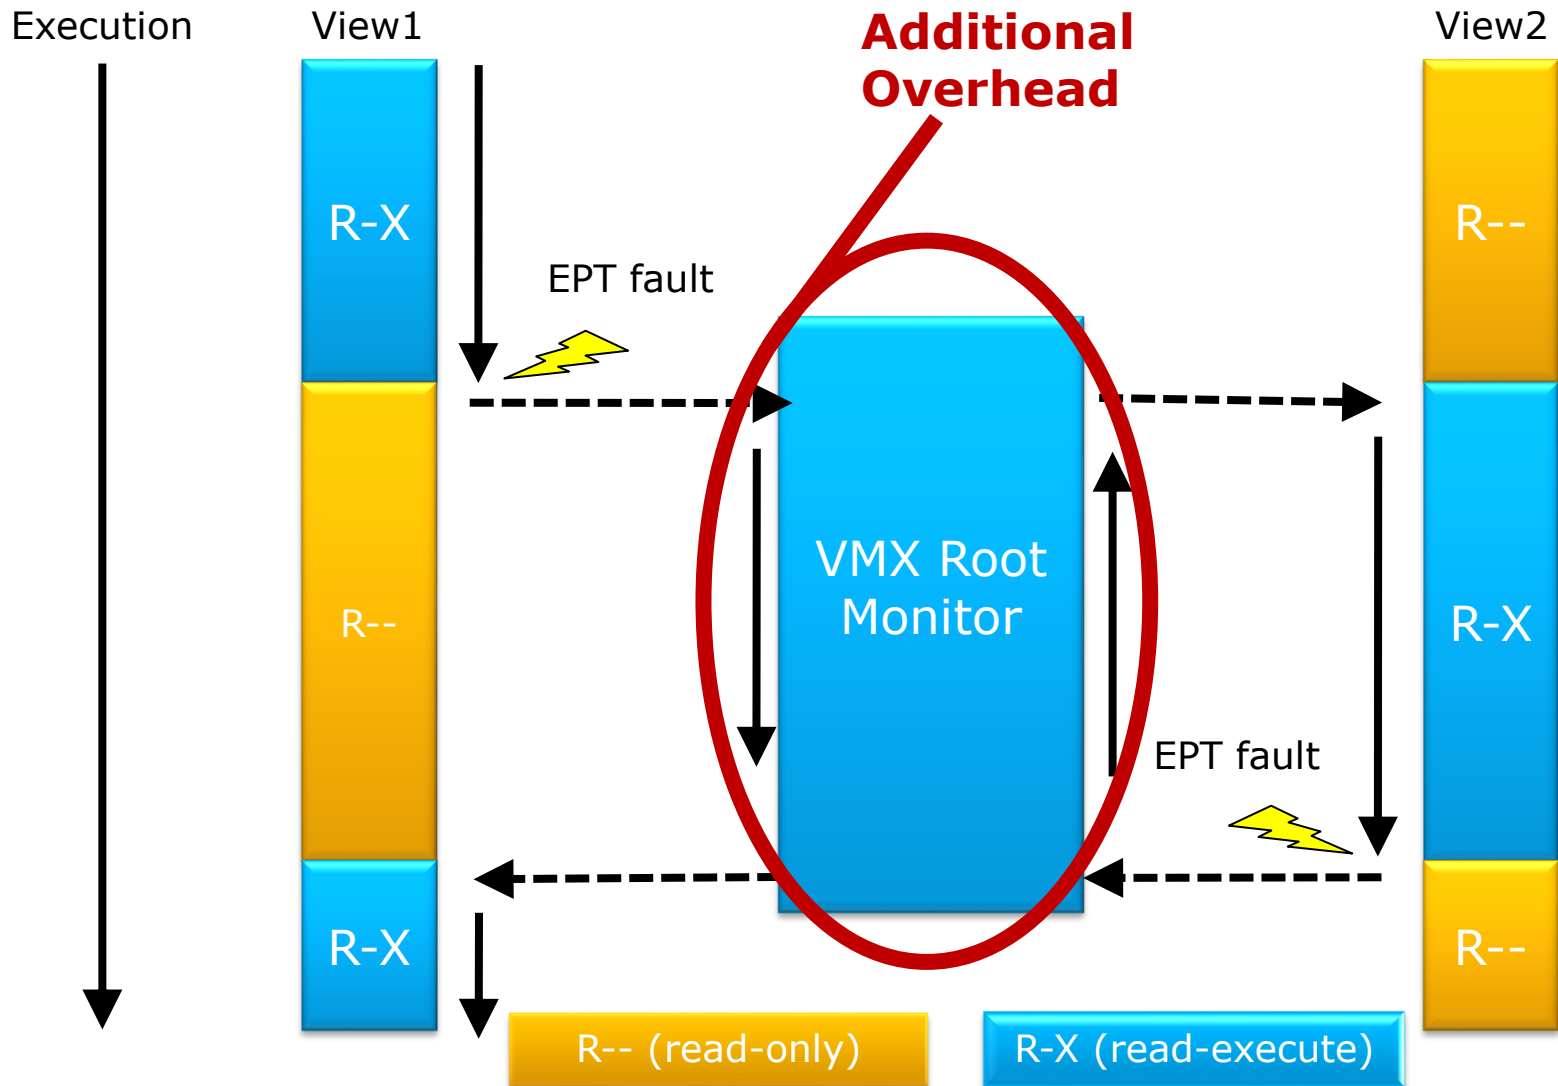 Execution
View1
Additional
Overhead
View2
R-X
R--
EPT fault
R--
VMX Root
Monitor
R-X
EPT fault
R-X
R--
R-- (read-only)
R-X (read-execute)